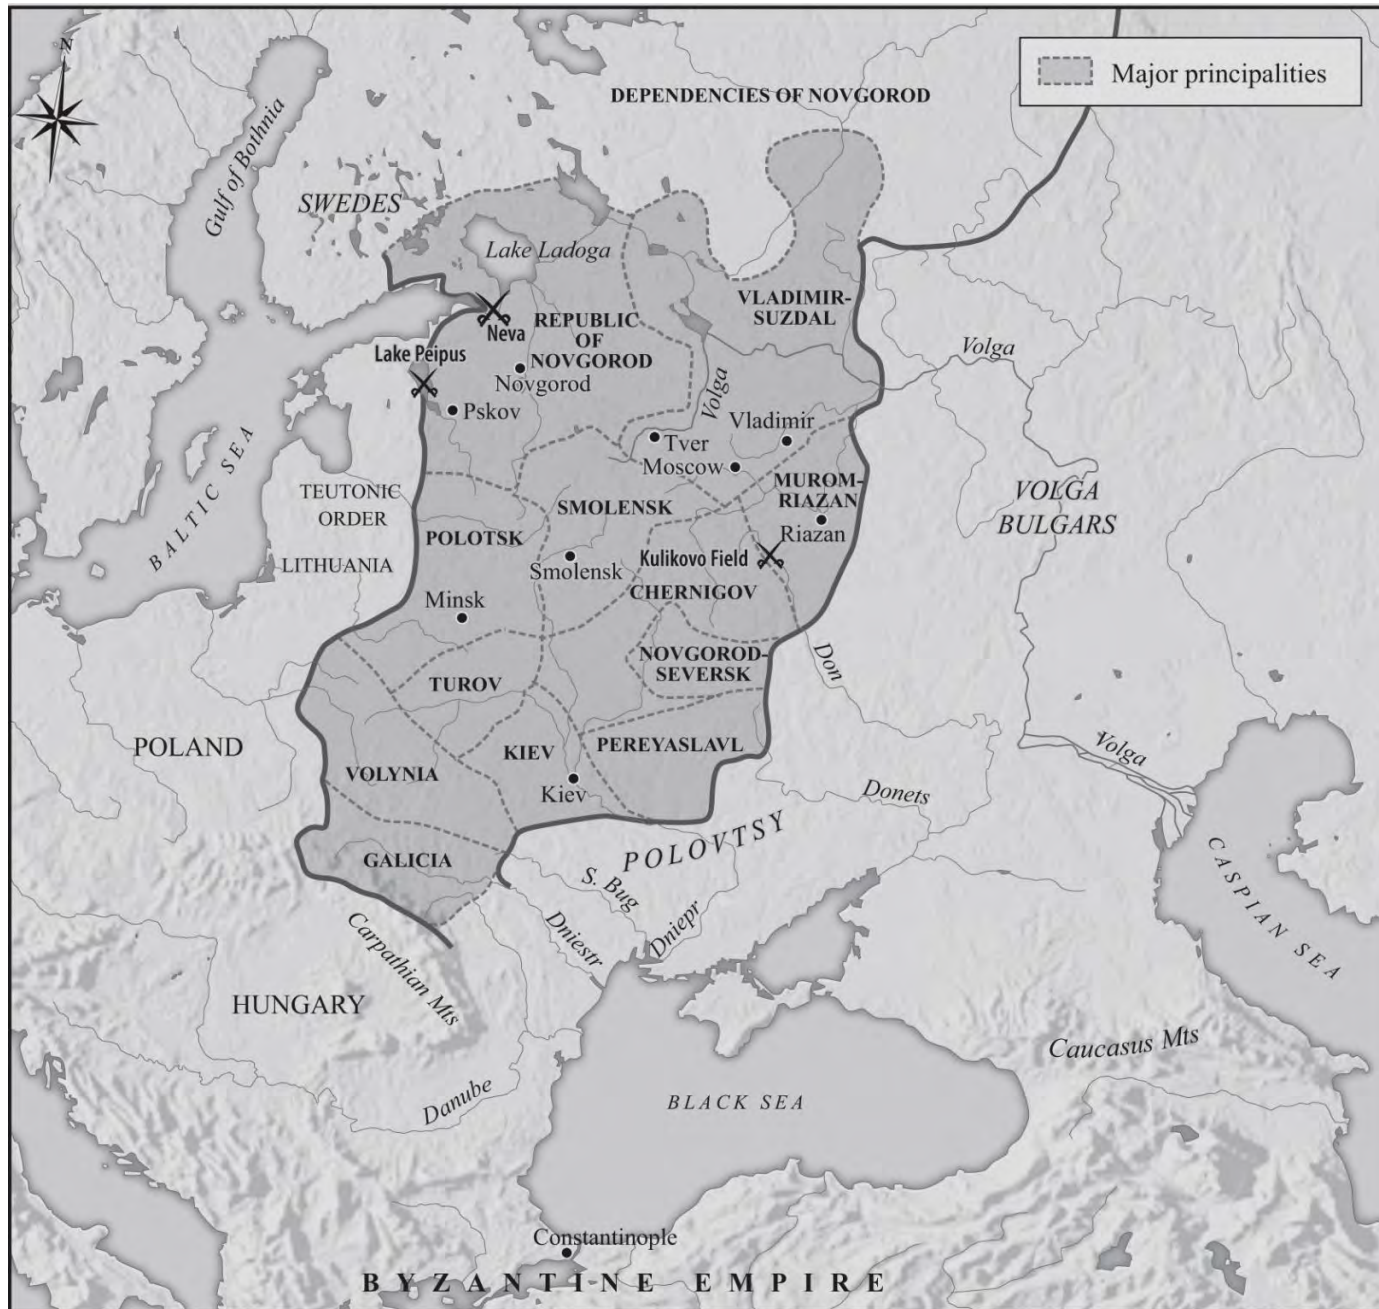 N
Major principalities
DEPENDENCIES OF NOVGOROD
Gulf of Bothnia
SWEDES
Lake Ladoga
VLADIMIR-
SUZDAL
Neva
REPUBLIC
OF
NOVGOROD
Lake Peipus
Novgorod
Volga
Volga
Pskov
Vladimir
Tver
Moscow
BALTIC SEA
TEUTONIC
ORDER
MUROM-
RIAZAN
VOLGA
BULGARS
SMOLENSK
POLOTSK
Riazan
LITHUANIA
Smolensk
Kulikovo Field
CHERNIGOV
Minsk
NOVGOROD-
SEVERSK
Don
TUROV
POLAND
KIEV
PEREYASLAVL
Volga
VOLYNIA
Kiev
Donets
POLOVTSY
GALICIA
S. Bug
CASPIAN SEA
Dniestr
Dniepr
Carpathian Mts
HUNGARY
Caucasus Mts
Danube
BLACK SEA
Constantinople
BYZANTINE EMPIRE